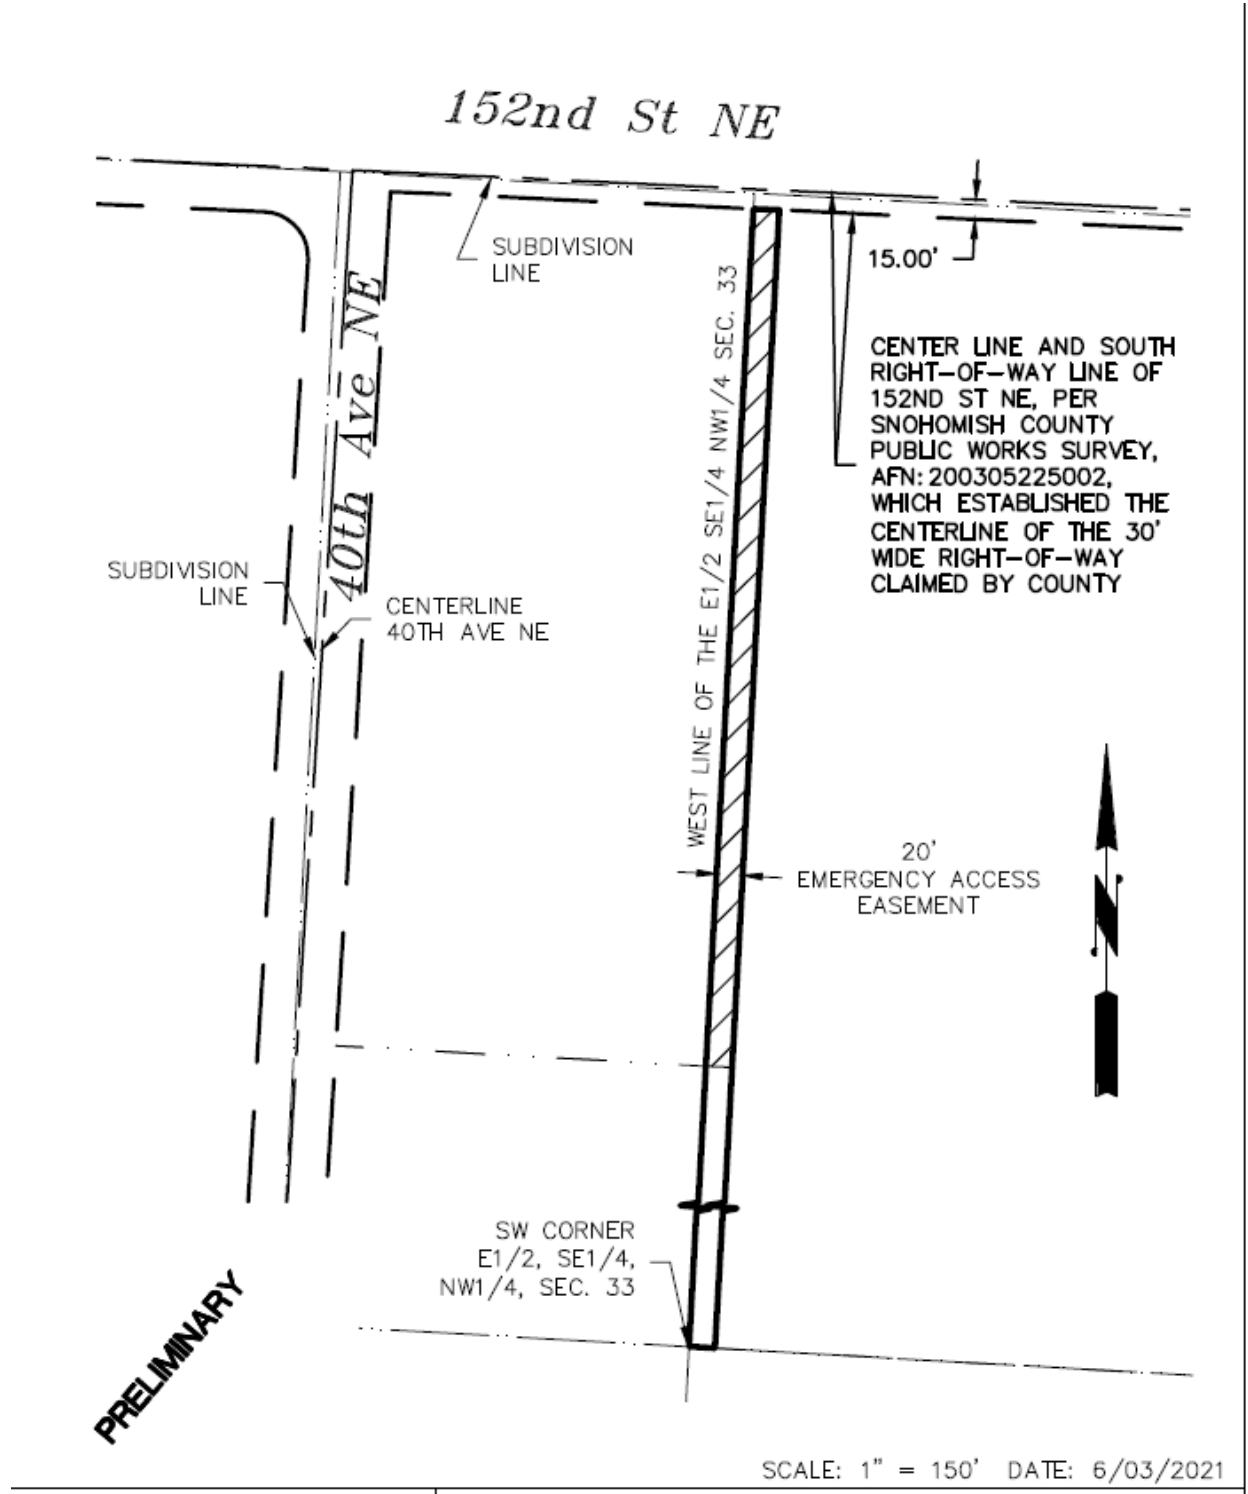 152nd St NE
SUBDIVISION
LINE
15.00'
40th Ave NE
WEST LINE OF THE E1/2 SE1/4 NW1/4 SEC. 33
CENTER LINE AND SOUTH
RIGHT-OF-WAY LINE OF
152ND ST NE, PER
SNOHOMISH COUNTY
PUBLIC WORKS SURVEY,
AFN: 200305225002,
WHICH ESTABLISHED THE
CENTERLINE OF THE 30'
WIDE RIGHT-OF-WAY
CLAIMED BY COUNTY
SUBDIVISION
LINE
CENTERLINE
40TH AVE NE
20'
EMERGENCY ACCESS
EASEMENT
N
SW CORNER
E1/2, SE1/4,
NW1/4, SEC. 33
PRELIMINARY
SCALE: 1" = 150' DATE: 6/03/2021